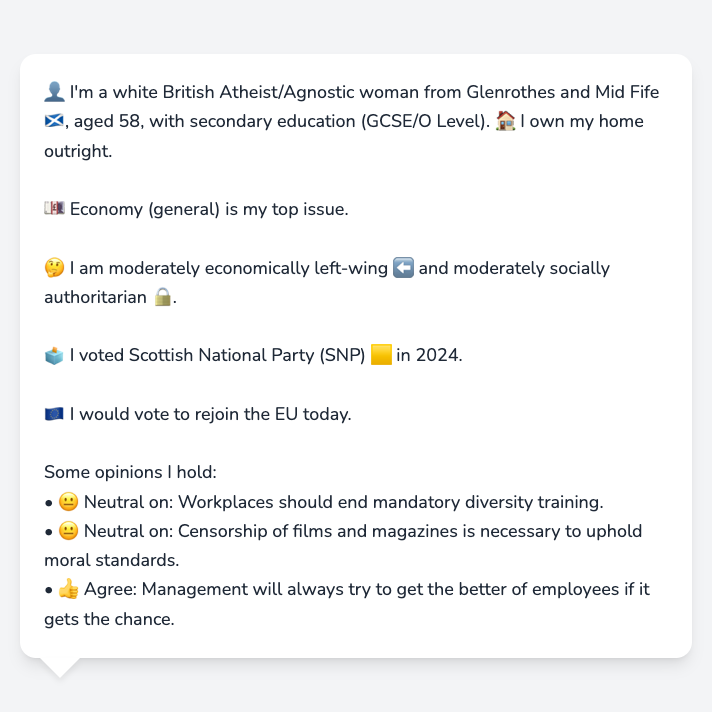 👤 I'm a white British Atheist/Agnostic woman from Glenrothes and Mid Fife
🏴󠁧󠁢󠁳󠁣󠁴󠁿, aged 58, with secondary education (GCSE/O Level). 🏠 I own my home
outright.
💷 Economy (general) is my top issue.
🤔 I am moderately economically left-wing ⬅️ and moderately socially
authoritarian 🔒.
🗳️ I voted Scottish National Party (SNP) 🟨 in 2024.
🇪🇺 I would vote to rejoin the EU today.
Some opinions I hold:
• 😐 Neutral on: Workplaces should end mandatory diversity training.
• 😐 Neutral on: Censorship of films and magazines is necessary to uphold
moral standards.
• 👍 Agree: Management will always try to get the better of employees if it
gets the chance.